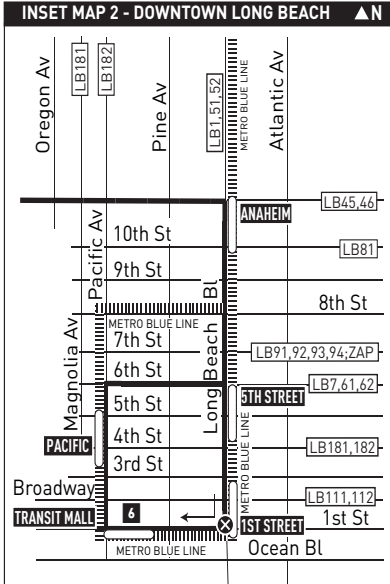 INSET MAP 2 - DOWNTOWN LONG BEACH ▲N
Oregon Av
LB181
LB182
Pine Av
LB1,51,52
METRO BLUE LINE
Atlantic Av
LB45,46
ANAHEIM
Pacific Av
10th St
LB81
9th St
Long Beach Bl
8th St
METRO BLUE LINE
7th St
Magnolia Av
LB91,92,93,94;ZAP
6th St
LB7,61,62
5th St
5TH STREET
4th St
PACIFIC
LB181,182
3rd St
METRO BLUE LINE
Broadway
LB111,112
TRANSIT MALL
6
1ST STREET
1st St
METRO BLUE LINE
Ocean Bl